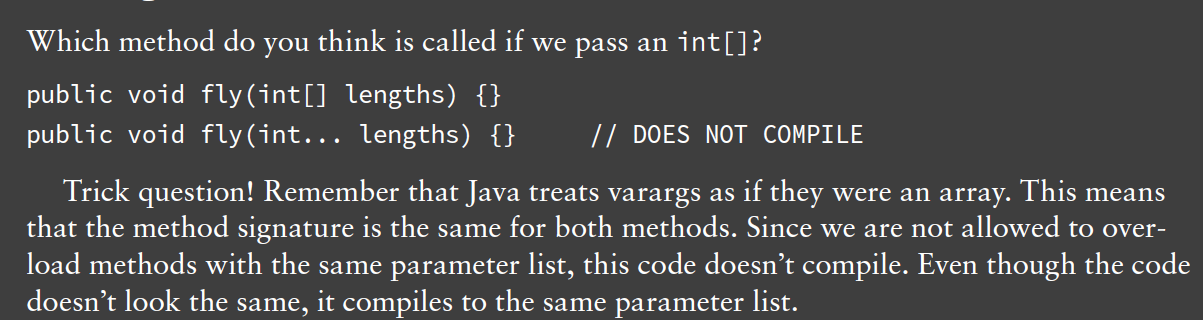 Which method do you think is called if we pass an int[]?
public void fly(int[] lengths) {}
public void fly(int... lengths) {}     // DOES NOT COMPILE
Trick question! Remember that Java treats varargs as if they were an array. This means
that the method signature is the same for both methods. Since we are not allowed to over-
load methods with the same parameter list, this code doesn’t compile. Even though the code
doesn’t look the same, it compiles to the same parameter list.